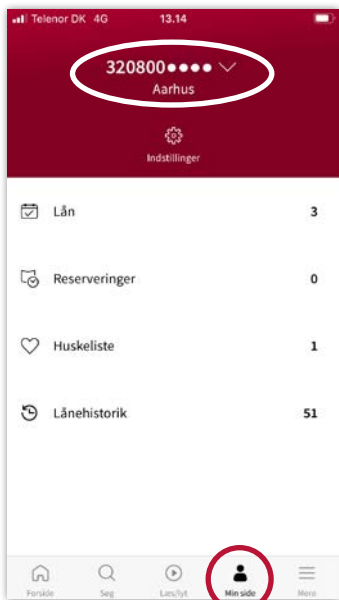 Telenor DK 4G 13.14
320800●●●●
Aarhus
Indstillinger
Lån 3
Reserveringer 0
Huskeliste 1
Lånehistorik 51
Forside Søg Læs/lyt Min side Mere